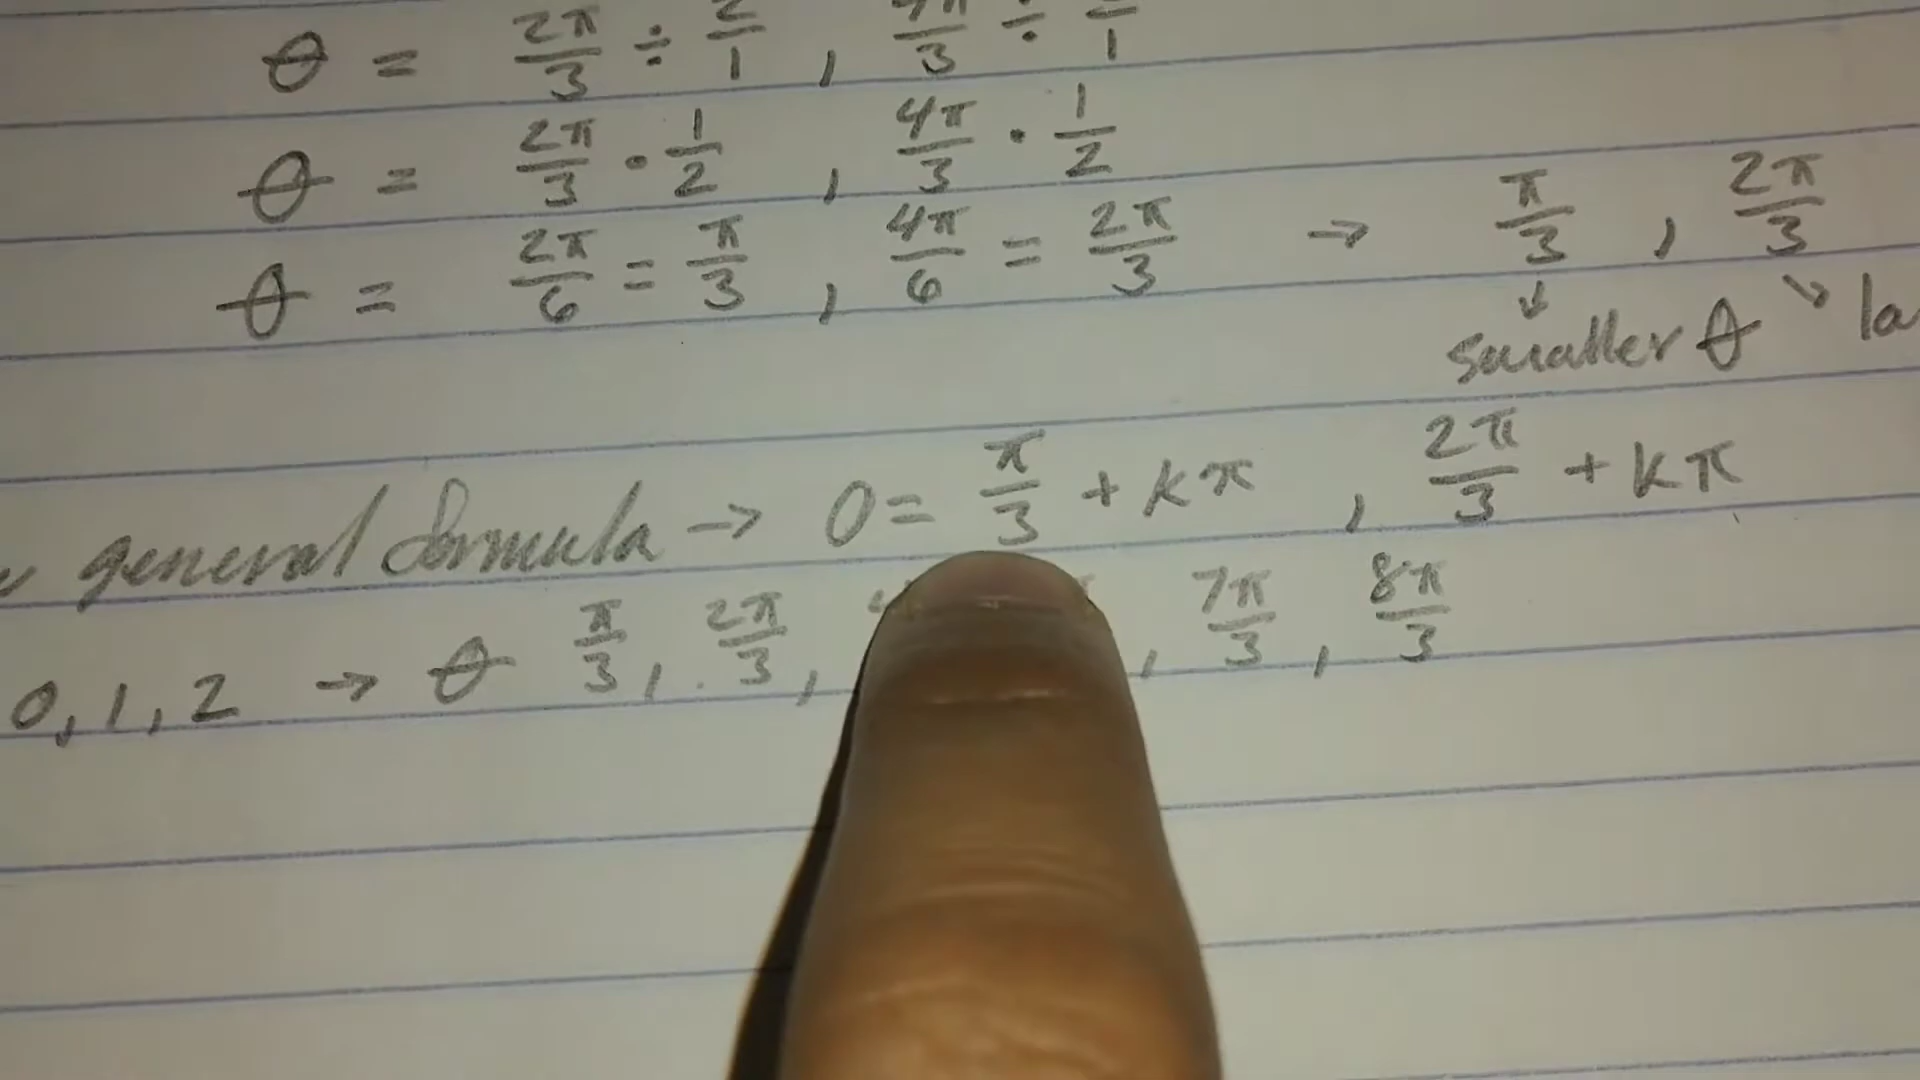 θ = 2π/3 ÷ 2/1 , 4π/3 ÷ 2/1
θ = 2π/3 · 1/2 , 4π/3 · 1/2
θ = 2π/6 = π/3 , 4π/6 = 2π/3 → π/3 , 2π/3
↓ ↘
smaller θ la
general formula → θ = π/3 + kπ , 2π/3 + kπ
0, 1, 2 → θ π/3 , 2π/3 , , 7π/3 , 8π/3